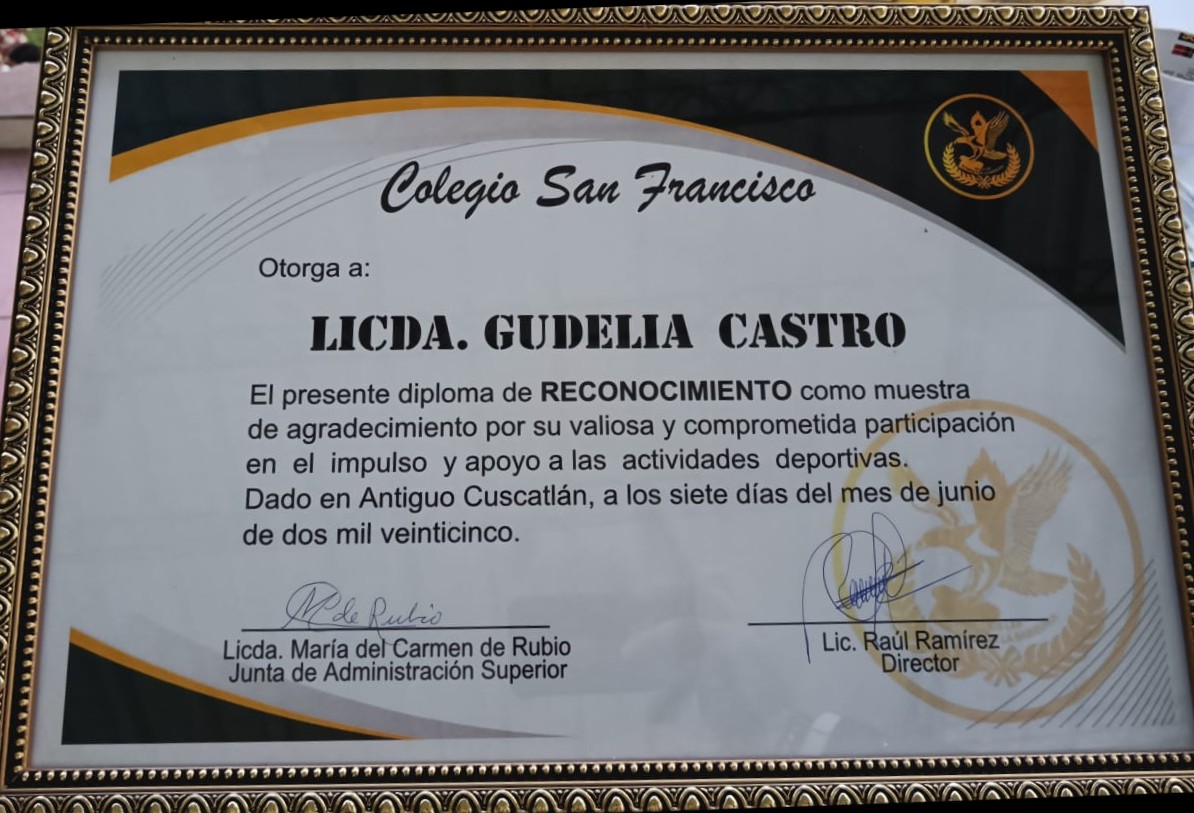 Colegio San Francisco
Otorga a:
LICDA. GUDELIA CASTRO
El presente diploma de RECONOCIMIENTO como muestra
de agradecimiento por su valiosa y comprometida participación
en el impulso y apoyo a las actividades deportivas.
Dado en Antiguo Cuscatlán, a los siete días del mes de junio
de dos mil veinticinco.
de Rubio
Licda. María del Carmen de Rubio
Junta de Administración Superior
Lic. Raúl Ramírez
Director